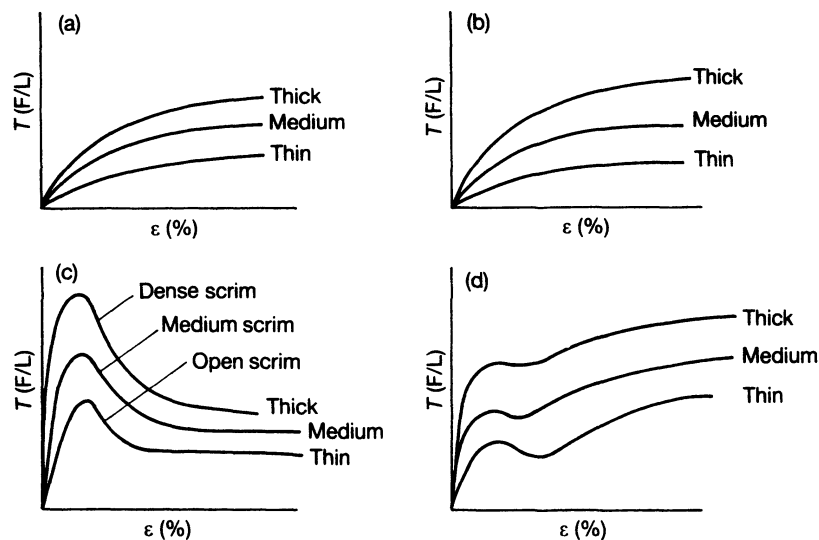 (a)
T (F/L)
Thick
Medium
Thin
ε (%)
(b)
T (F/L)
Thick
Medium
Thin
ε (%)
(c)
T (F/L)
Dense scrim
Medium scrim
Open scrim
Thick
Medium
Thin
ε (%)
(d)
T (F/L)
Thick
Medium
Thin
ε (%)